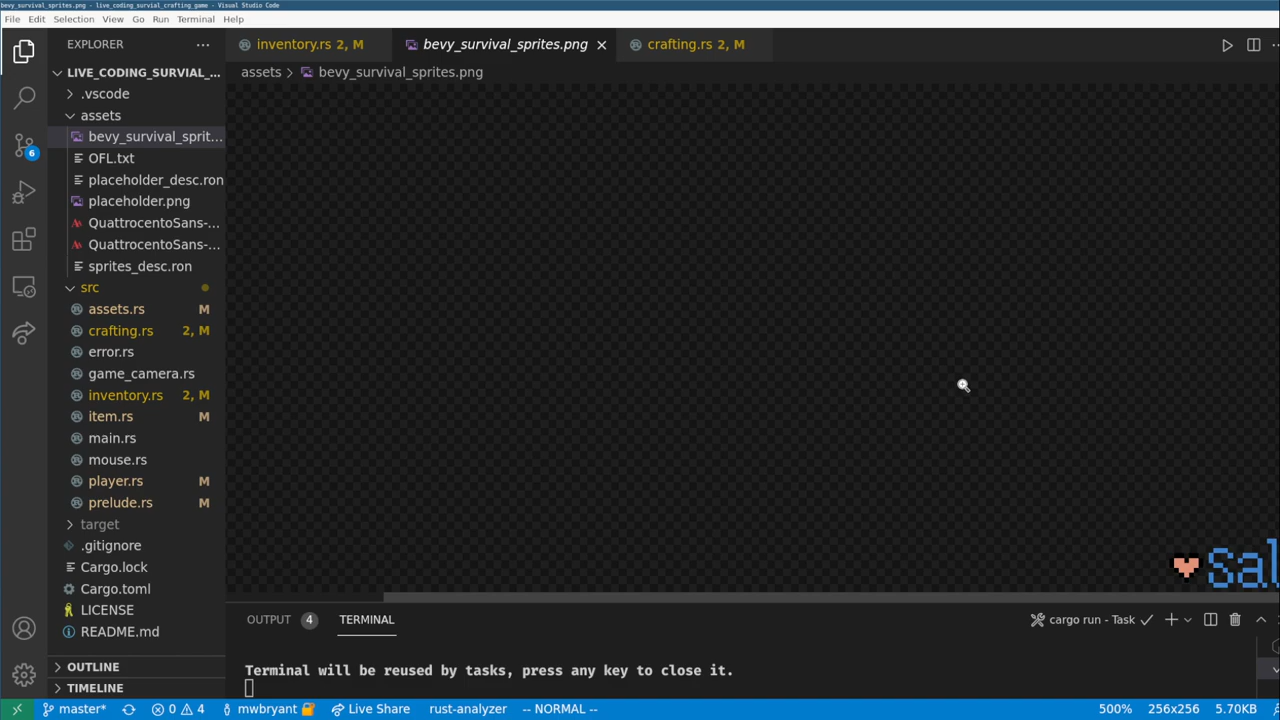 bevy_survival_sprites.png - live_coding_survial_crafting_game - Visual Studio Code
File Edit Selection View Go Run Terminal Help
EXPLORER
inventory.rs 2, M
bevy_survival_sprites.png
crafting.rs 2, M
LIVE_CODING_SURVIAL_...
assets
bevy_survival_sprites.png
.vscode
assets
bevy_survival_sprit...
OFL.txt
placeholder_desc.ron
placeholder.png
QuattrocentoSans-...
QuattrocentoSans-...
sprites_desc.ron
src
assets.rs M
crafting.rs 2, M
error.rs
game_camera.rs
inventory.rs 2, M
item.rs M
main.rs
mouse.rs
player.rs M
prelude.rs M
target
.gitignore
Cargo.lock
Cargo.toml
LICENSE
README.md
OUTLINE
TIMELINE
6
sal
OUTPUT 4 TERMINAL
cargo run - Task
Terminal will be reused by tasks, press any key to close it.
master* 0 4 mwbryant Live Share rust-analyzer -- NORMAL -- 500% 256x256 5.70KB